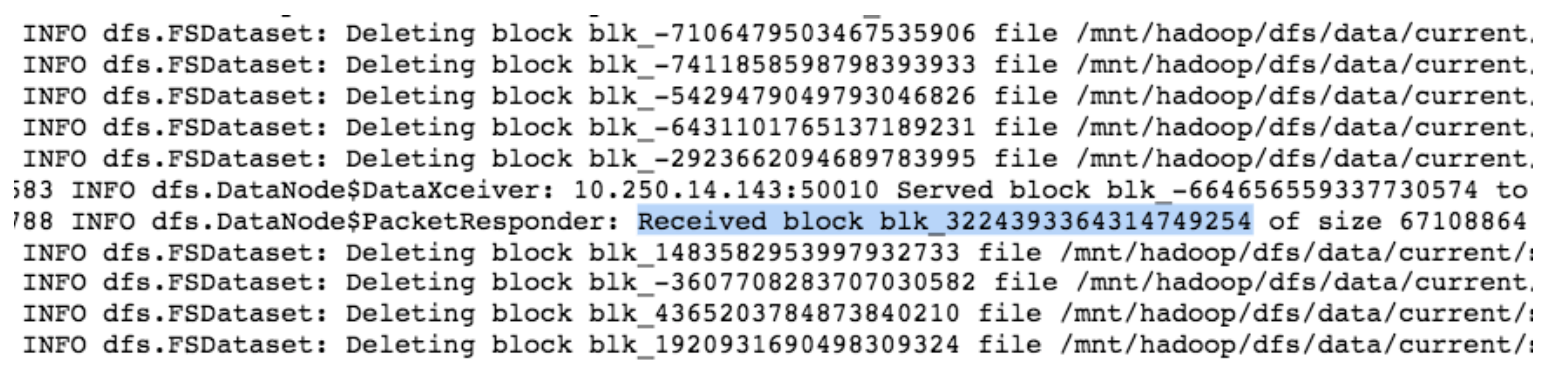 INFO dfs.FSDataset: Deleting block blk_-7106479503467535906 file /mnt/hadoop/dfs/data/current.
INFO dfs.FSDataset: Deleting block blk_-7411858598798393933 file /mnt/hadoop/dfs/data/current.
INFO dfs.FSDataset: Deleting block blk_-5429479049793046826 file /mnt/hadoop/dfs/data/current.
INFO dfs.FSDataset: Deleting block blk_-6431101765137189231 file /mnt/hadoop/dfs/data/current.
INFO dfs.FSDataset: Deleting block blk_-2923662094689783995 file /mnt/hadoop/dfs/data/current.
583 INFO dfs.DataNode$DataXceiver: 10.250.14.143:50010 Served block blk_-664656559337730574 to
788 INFO dfs.DataNode$PacketResponder: Received block blk_3224393364314749254 of size 67108864
INFO dfs.FSDataset: Deleting block blk_1483582953997932733 file /mnt/hadoop/dfs/data/current/
INFO dfs.FSDataset: Deleting block blk_-3607708283707030582 file /mnt/hadoop/dfs/data/current.
INFO dfs.FSDataset: Deleting block blk_4365203784873840210 file /mnt/hadoop/dfs/data/current/
INFO dfs.FSDataset: Deleting block blk_1920931690498309324 file /mnt/hadoop/dfs/data/current/